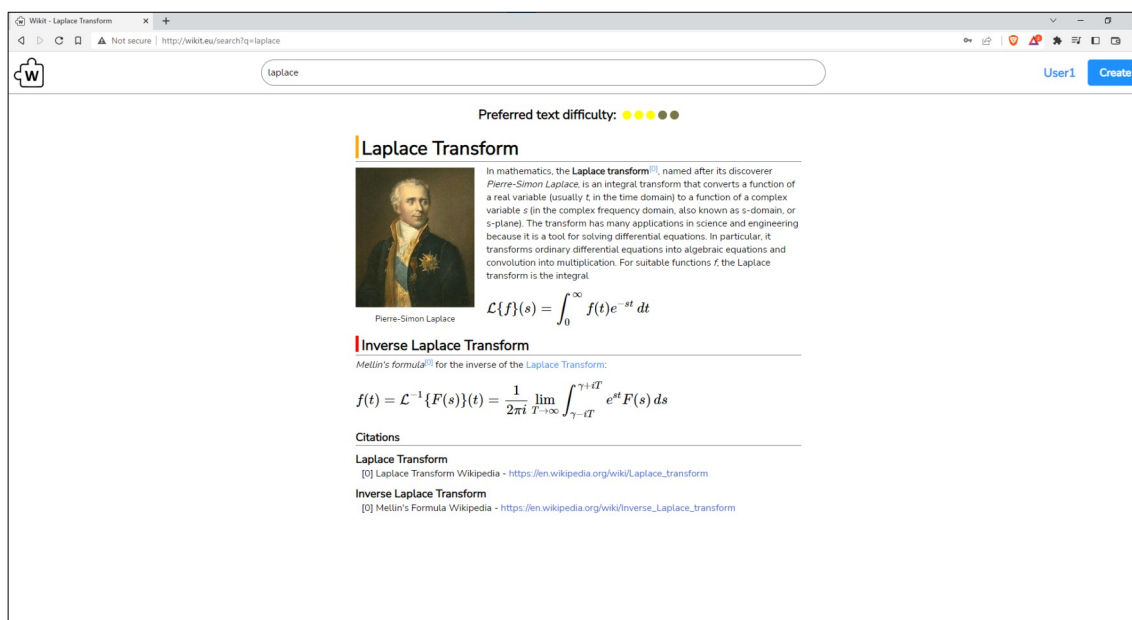 Wikit - Laplace Transform
Not secure | http://wikit.eu/search?q=laplace
W
laplace
User1
Create
Preferred text difficulty:
Laplace Transform
In mathematics, the Laplace transform[0], named after its discoverer
Pierre-Simon Laplace, is an integral transform that converts a function of
a real variable (usually t, in the time domain) to a function of a complex
variable s (in the complex frequency domain, also known as s-domain, or
s-plane). The transform has many applications in science and engineering
because it is a tool for solving differential equations. In particular, it
transforms ordinary differential equations into algebraic equations and
convolution into multiplication. For suitable functions f, the Laplace
transform is the integral
ℒ{f}(s) = ∫₀^∞ f(t)e^{−st} dt
Pierre-Simon Laplace
Inverse Laplace Transform
Mellin's formula[0] for the inverse of the Laplace Transform:
f(t) = ℒ^{−1}{F(s)}(t) = 1/(2πi) lim_{T→∞} ∫_{γ−iT}^{γ+iT} e^{st}F(s) ds
Citations
Laplace Transform
[0] Laplace Transform Wikipedia - https://en.wikipedia.org/wiki/Laplace_transform
Inverse Laplace Transform
[0] Mellin's Formula Wikipedia - https://en.wikipedia.org/wiki/Inverse_Laplace_transform